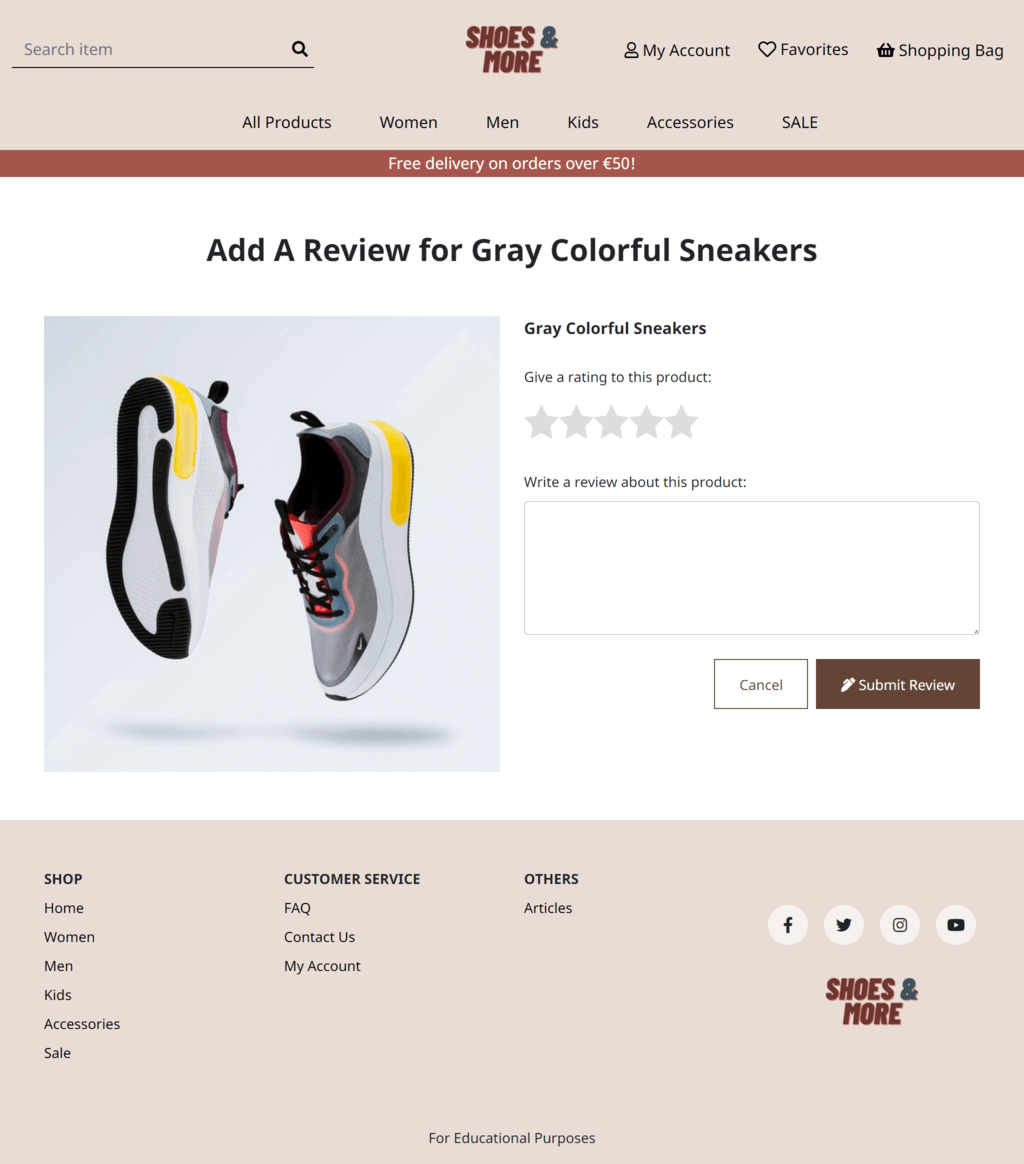 Search item
SHOES &
MORE
My Account
Favorites
Shopping Bag
All Products
Women
Men
Kids
Accessories
SALE
Free delivery on orders over €50!
Add A Review for Gray Colorful Sneakers
Gray Colorful Sneakers
Give a rating to this product:
Write a review about this product:
Cancel
Submit Review
SHOP
Home
Women
Men
Kids
Accessories
Sale
CUSTOMER SERVICE
FAQ
Contact Us
My Account
OTHERS
Articles
SHOES &
MORE
For Educational Purposes